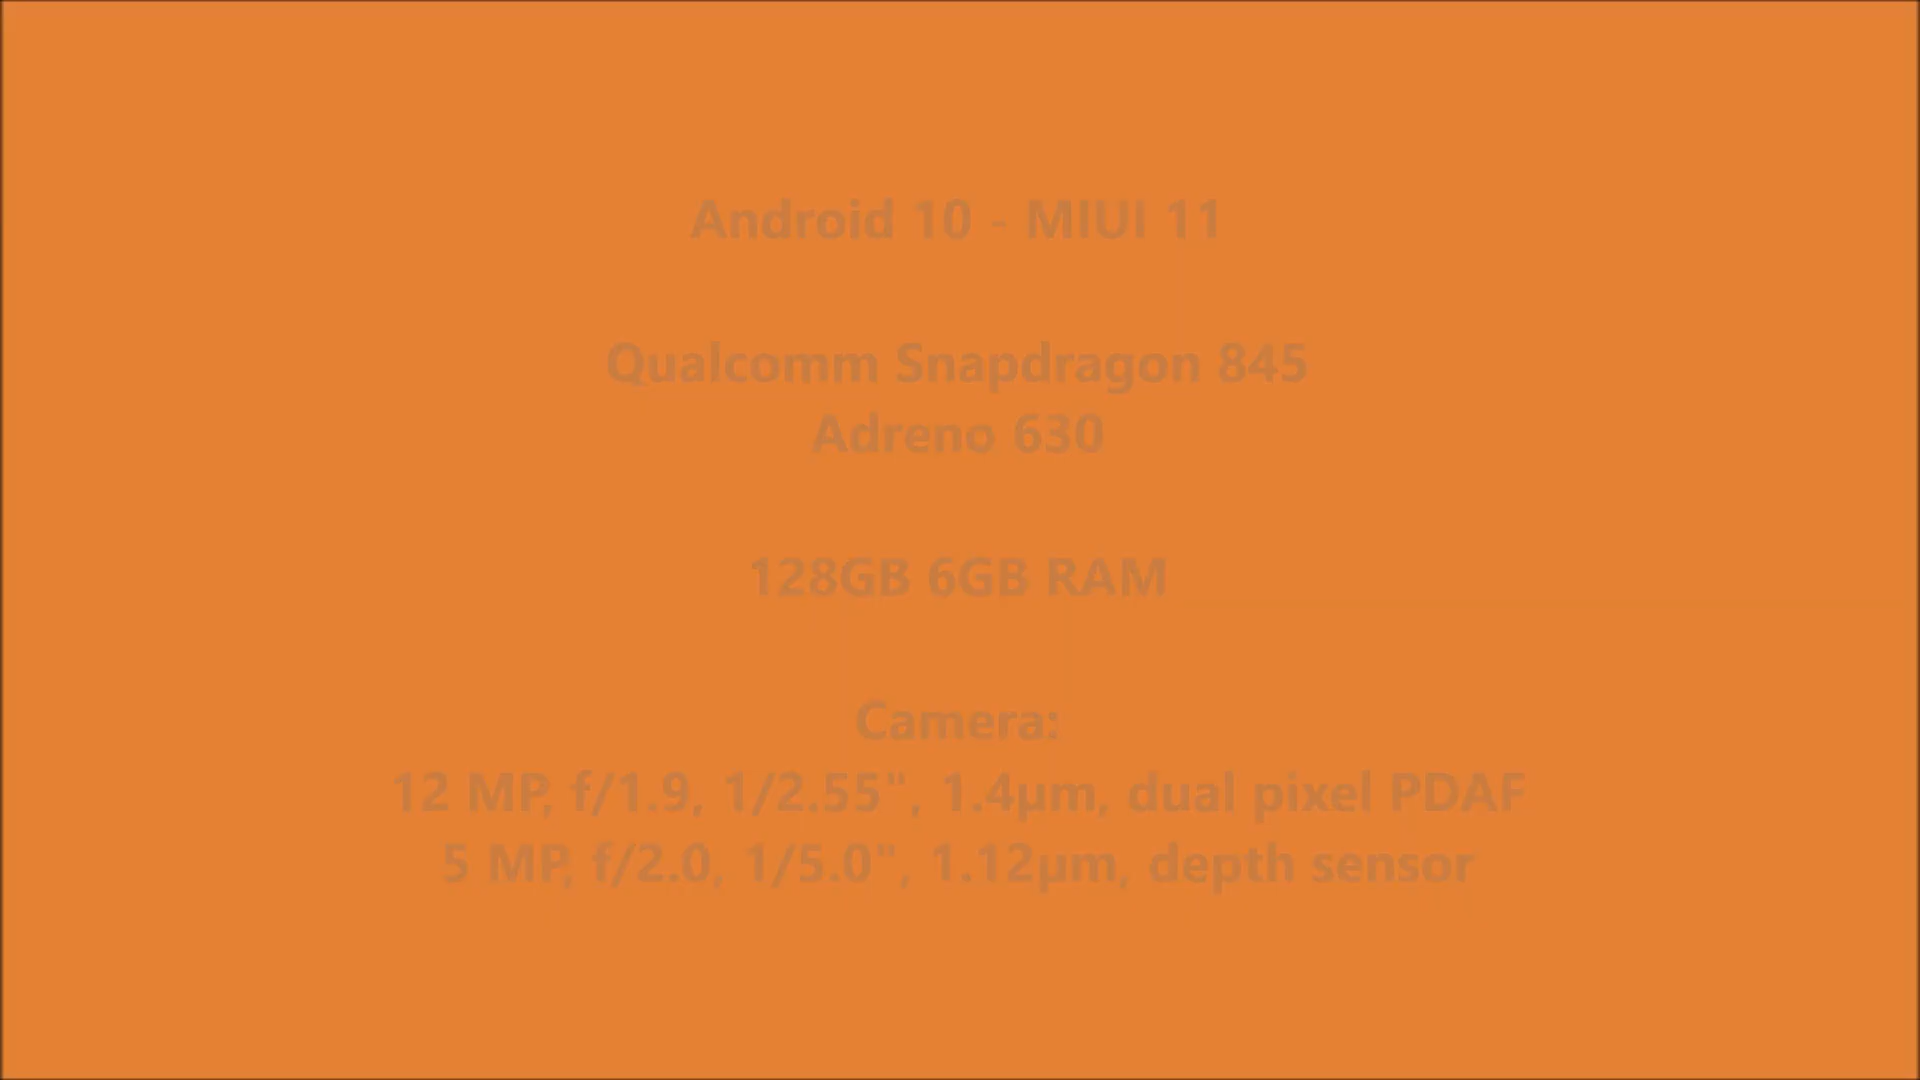 Android 10 - MIUI 11
Qualcomm Snapdragon 845
Adreno 630
128GB 6GB RAM
Camera:
12 MP, f/1.9, 1/2.55", 1.4µm, dual pixel PDAF
5 MP, f/2.0, 1/5.0", 1.12µm, depth sensor